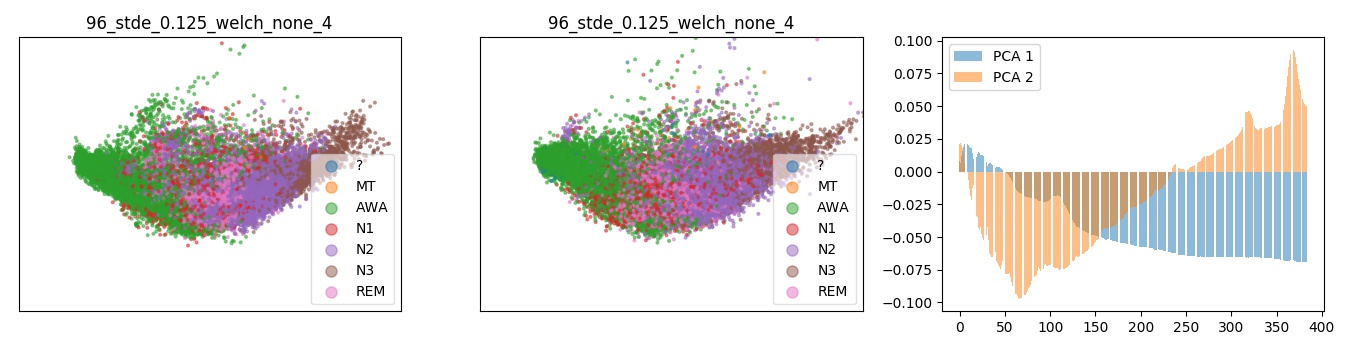 96_stde_0.125_welch_none_4
?
MT
AWA
N1
N2
N3
REM
96_stde_0.125_welch_none_4
?
MT
AWA
N1
N2
N3
REM
PCA 1
PCA 2
0.100
0.075
0.050
0.025
0.000
−0.025
−0.050
−0.075
−0.100
0 50 100 150 200 250 300 350 400